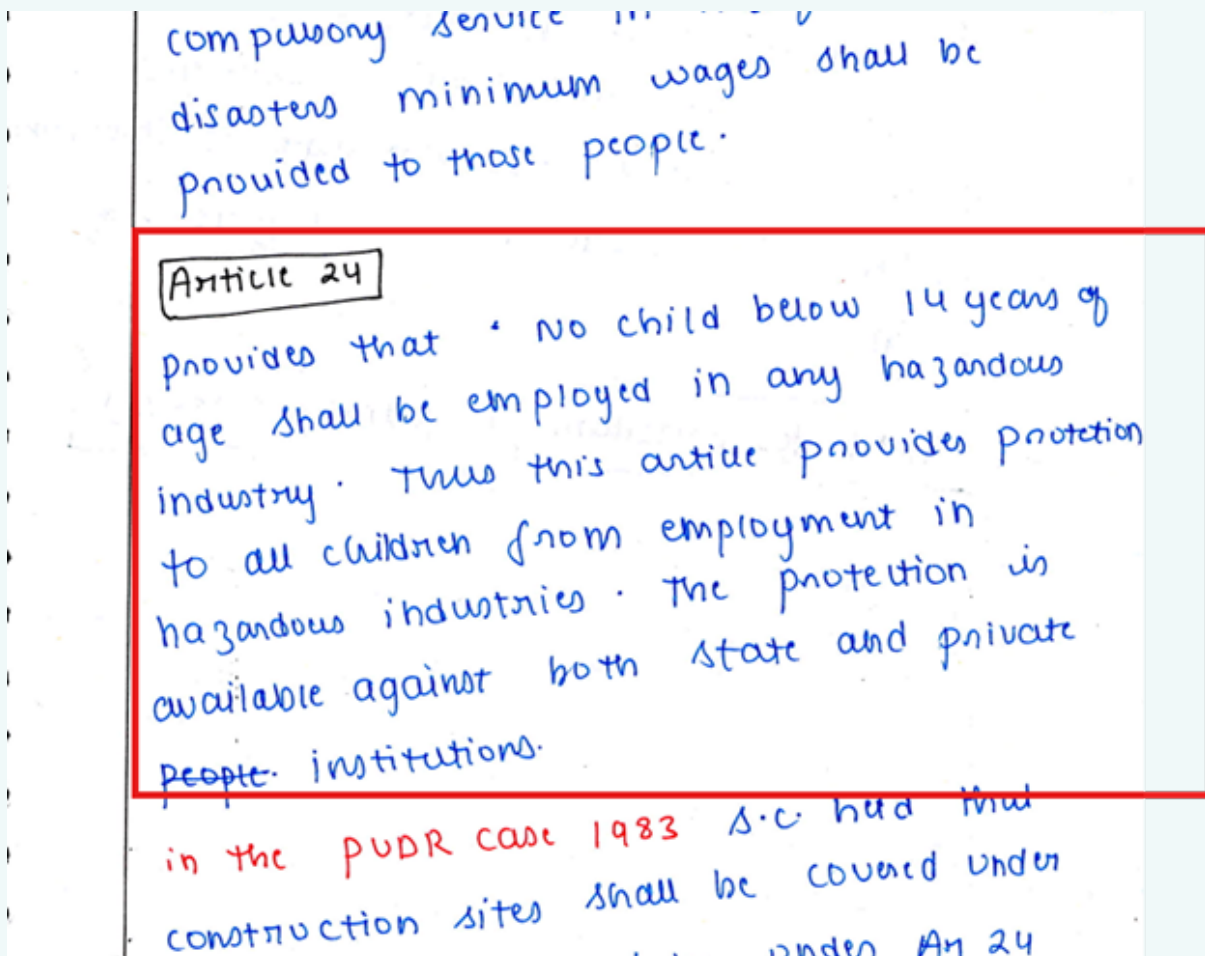 compulsory service in
disasters minimum wages shall be
provided to those people.
Article 24
provides that ' No child below 14 years of
age shall be employed in any hazardous
industry. Thus this article provides protetion
to all children from employment in
hazardous industries. The protection is
available against both state and private
people. institutions.
in the PUDR case 1983 S.C. held that
construction sites shall be covered under
under Ar 24